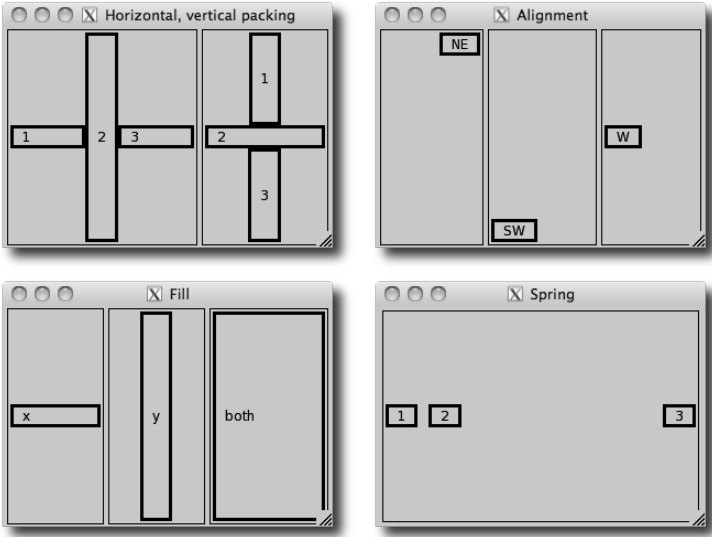 Horizontal, vertical packing
1
2
3
1
2
3
Alignment
NE
SW
W
Fill
x
y
both
Spring
1
2
3